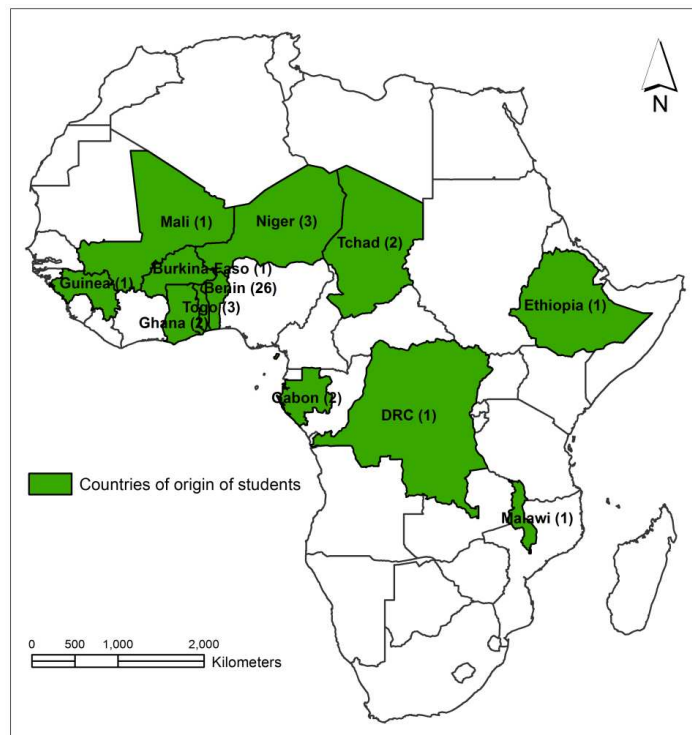 N
Mali (1)
Niger (3)
Tchad (2)
Burkina Faso (1)
Guinea (1)
Benin (26)
Ethiopia (1)
Togo (3)
Ghana (2)
Gabon (2)
DRC (1)
Countries of origin of students
Malawi (1)
0 500 1,000 2,000
Kilometers